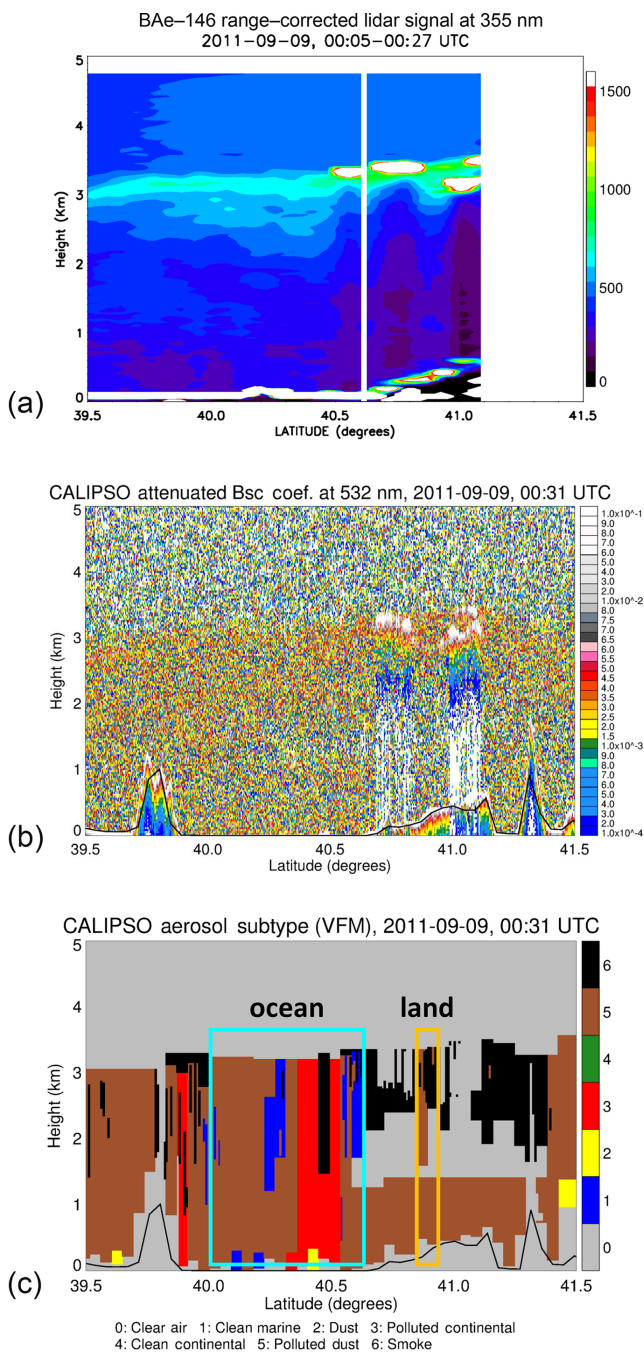 BAe–146 range–corrected lidar signal at 355 nm
2011–09–09, 00:05–00:27 UTC
5
4
3
2
1
0
Height (Km)
39.5 40.0 40.5 41.0 41.5
LATITUDE (degrees)
1500
1000
500
0
(a)
CALIPSO attenuated Bsc coef. at 532 nm, 2011-09-09, 00:31 UTC
5
4
3
2
1
0
Height (km)
39.5 40.0 40.5 41.0 41.5
Latitude (degrees)
1.0x10^-1
9.0
8.0
7.0
6.0
5.0
4.0
3.0
2.0
1.0x10^-2
8.0
7.5
7.0
6.5
6.0
5.5
5.0
4.5
4.0
3.5
3.0
2.5
2.0
1.5
1.0x10^-3
9.0
8.0
7.0
6.0
5.0
4.0
3.0
2.0
1.0x10^-4
(b)
CALIPSO aerosol subtype (VFM), 2011-09-09, 00:31 UTC
5
4
3
2
1
0
Height (km)
ocean land
39.5 40.0 40.5 41.0 41.5
Latitude (degrees)
6
5
4
3
2
1
0
(c)
0: Clear air 1: Clean marine 2: Dust 3: Polluted continental
4: Clean continental 5: Polluted dust 6: Smoke